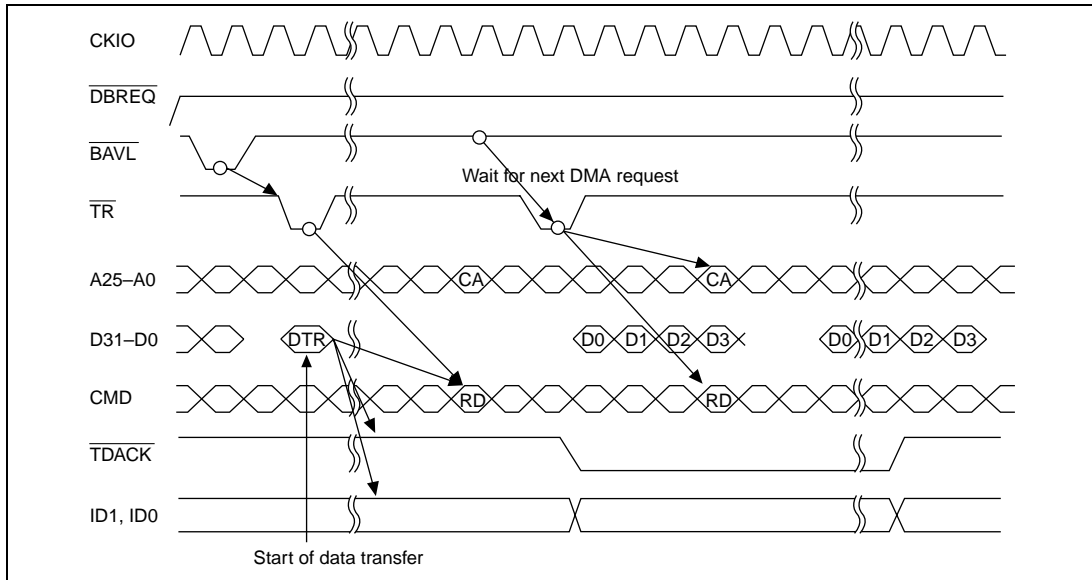 CKIO
DBREQ
BAVL
Wait for next DMA request
TR
A25–A0 CA CA
D31–D0 DTR D0 D1 D2 D3 D0 D1 D2 D3
CMD RD RD
TDACK
ID1, ID0
Start of data transfer